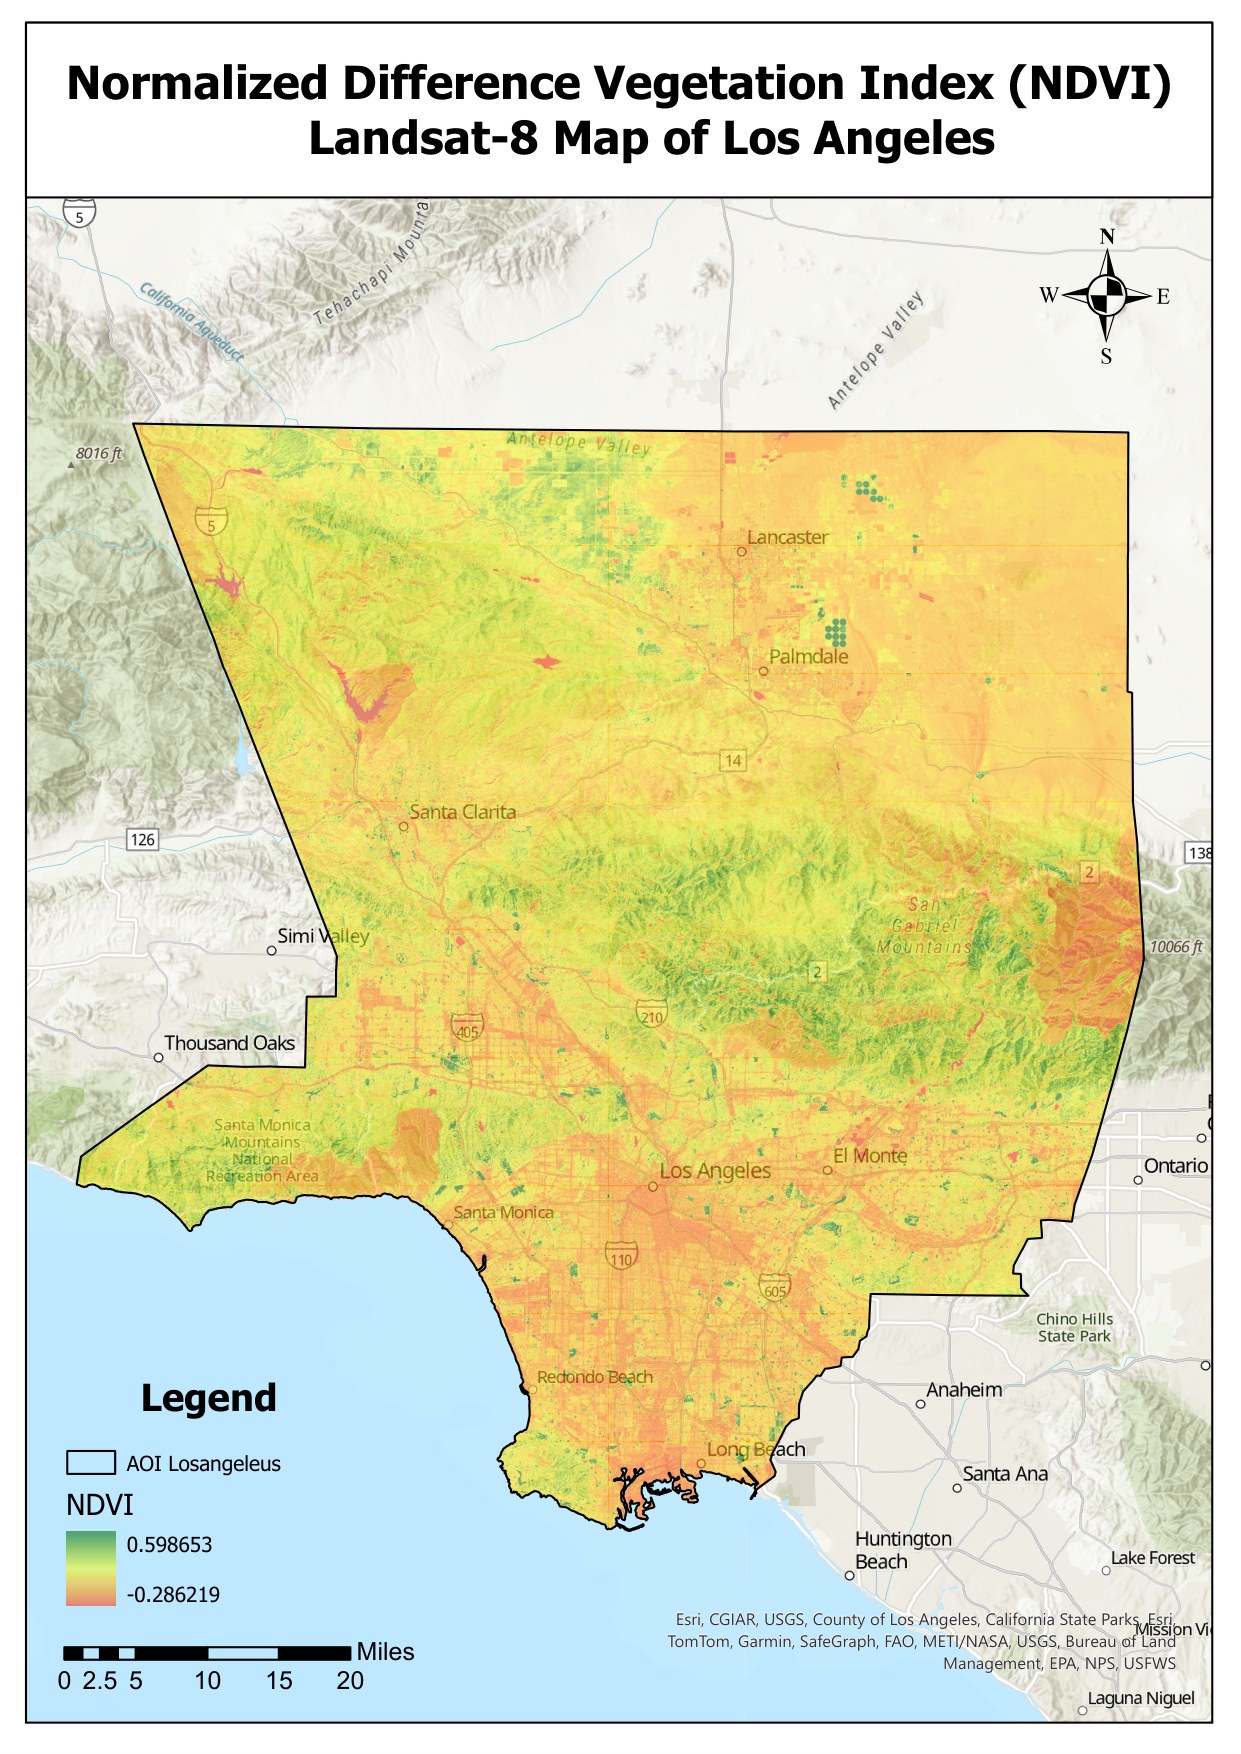 Normalized Difference Vegetation Index (NDVI)
Landsat-8 Map of Los Angeles
5
Tehachapi Mounta
California Aqueduct
N
W
E
S
Antelope Valley
8016 ft
Antelope Valley
5
Lancaster
Palmdale
14
Santa Clarita
126
138
2
San
Gabriel
Mountains
Simi Valley
10066 ft
2
210
405
Thousand Oaks
Santa Monica
Mountains
National
Recreation Area
Los Angeles
El Monte
Ontario
Santa Monica
110
605
Chino Hills
State Park
Redondo Beach
Anaheim
Long Beach
Santa Ana
Huntington
Beach
Lake Forest
Mission Vi
Laguna Niguel
Legend
AOI Losangeleus
NDVI
0.598653
-0.286219
Miles
0 2.5 5 10 15 20
Esri, CGIAR, USGS, County of Los Angeles, California State Parks, Esri,
TomTom, Garmin, SafeGraph, FAO, METI/NASA, USGS, Bureau of Land
Management, EPA, NPS, USFWS